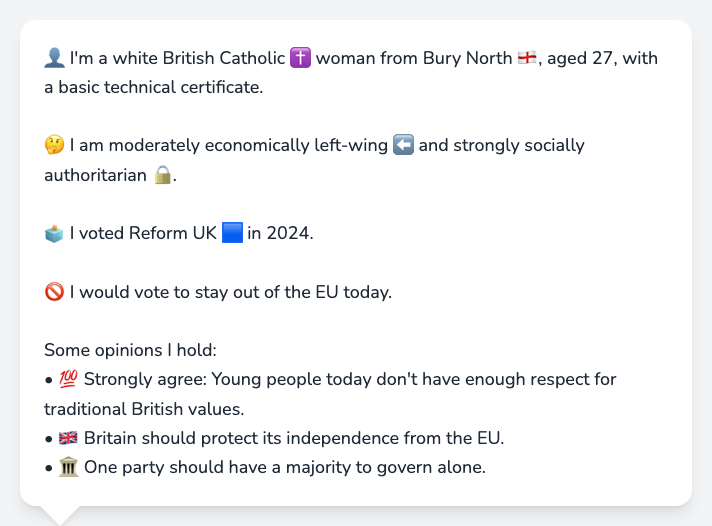 👤 I'm a white British Catholic ✝️ woman from Bury North 🏴󠁧󠁢󠁥󠁮󠁧󠁿, aged 27, with
a basic technical certificate.
🤔 I am moderately economically left-wing ⬅️ and strongly socially
authoritarian 🔒.
🗳️ I voted Reform UK 🟦 in 2024.
🚫 I would vote to stay out of the EU today.
Some opinions I hold:
• 💯 Strongly agree: Young people today don't have enough respect for
traditional British values.
• 🇬🇧 Britain should protect its independence from the EU.
• 🏛️ One party should have a majority to govern alone.